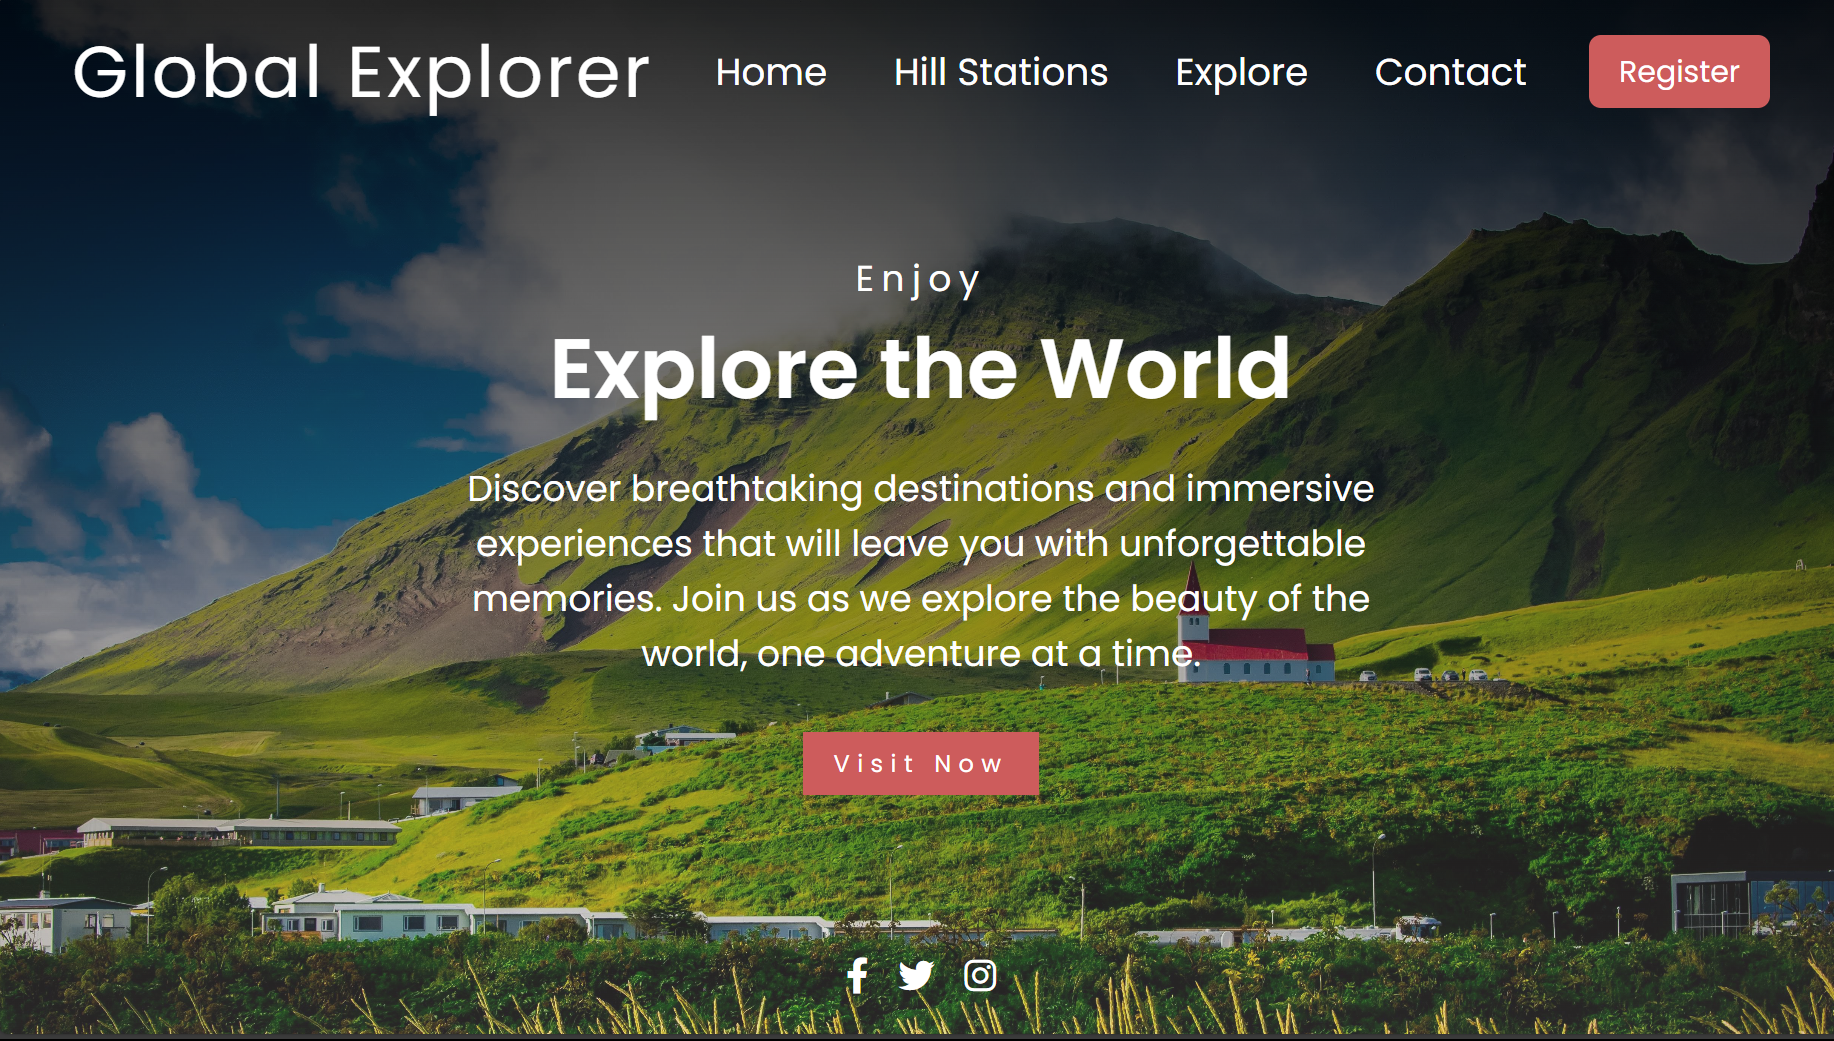 Global Explorer Home Hill Stations Explore Contact Register
Enjoy
Explore the World
Discover breathtaking destinations and immersive
experiences that will leave you with unforgettable
memories. Join us as we explore the beauty of the
world, one adventure at a time.
Visit Now